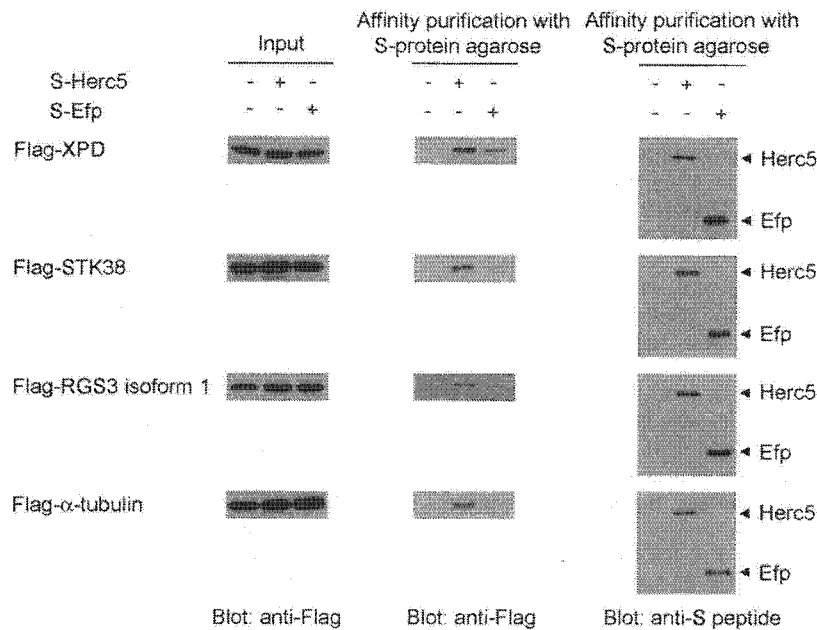 Input
Affinity purification with
S-protein agarose
Affinity purification with
S-protein agarose
S-Herc5 - + - - + - - + -
S-Efp - - + - - + - - +
Flag-XPD
Herc5
Efp
Flag-STK38
Herc5
Efp
Flag-RGS3 isoform 1
Herc5
Efp
Flag-α-tubulin
Herc5
Efp
Blot: anti-Flag
Blot: anti-Flag
Blot: anti-S peptide